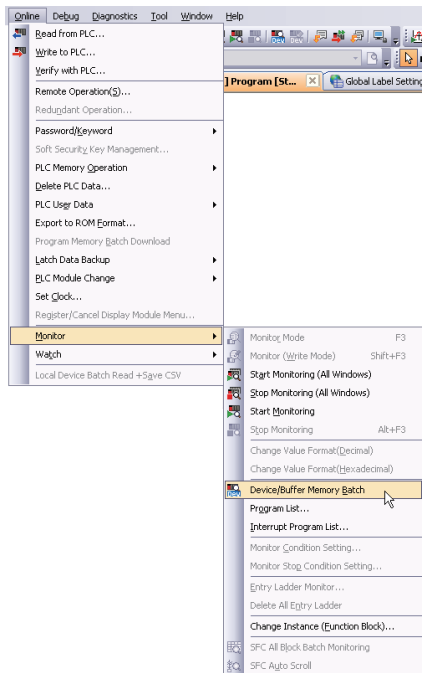 Online Debug Diagnostics Tool Window Help
Read from PLC...
Write to PLC...
Verify with PLC...
Remote Operation(S)...
Redundant Operation...
Password/Keyword
Soft Security Key Management...
PLC Memory Operation
Delete PLC Data...
PLC User Data
Export to ROM Format...
Program Memory Batch Download
Latch Data Backup
PLC Module Change
Set Clock...
Register/Cancel Display Module Menu...
Monitor
Watch
Local Device Batch Read +Save CSV
] Program [St... Global Label Setting
Monitor Mode F3
Monitor (Write Mode) Shift+F3
Start Monitoring (All Windows)
Stop Monitoring (All Windows)
Start Monitoring
Stop Monitoring Alt+F3
Change Value Format(Decimal)
Change Value Format(Hexadecimal)
Device/Buffer Memory Batch
Program List...
Interrupt Program List...
Monitor Condition Setting...
Monitor Stop Condition Setting...
Entry Ladder Monitor...
Delete All Entry Ladder
Change Instance (Function Block)...
SFC All Block Batch Monitoring
SFC Auto Scroll